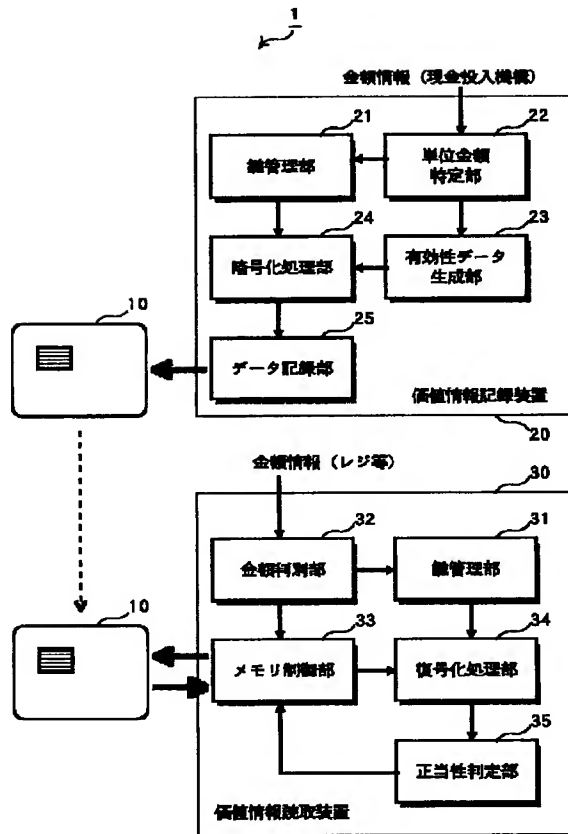 1
金額情報（現金投入機構）
21
22
鍵管理部
単位金額
特定部
24
23
暗号化処理部
有効性データ
生成部
10
25
データ記録部
価値情報記録装置
20
金額情報（レジ等）
30
32
31
金額判別部
鍵管理部
10
33
34
メモリ制御部
復号化処理部
35
正当性判定部
価値情報読取装置